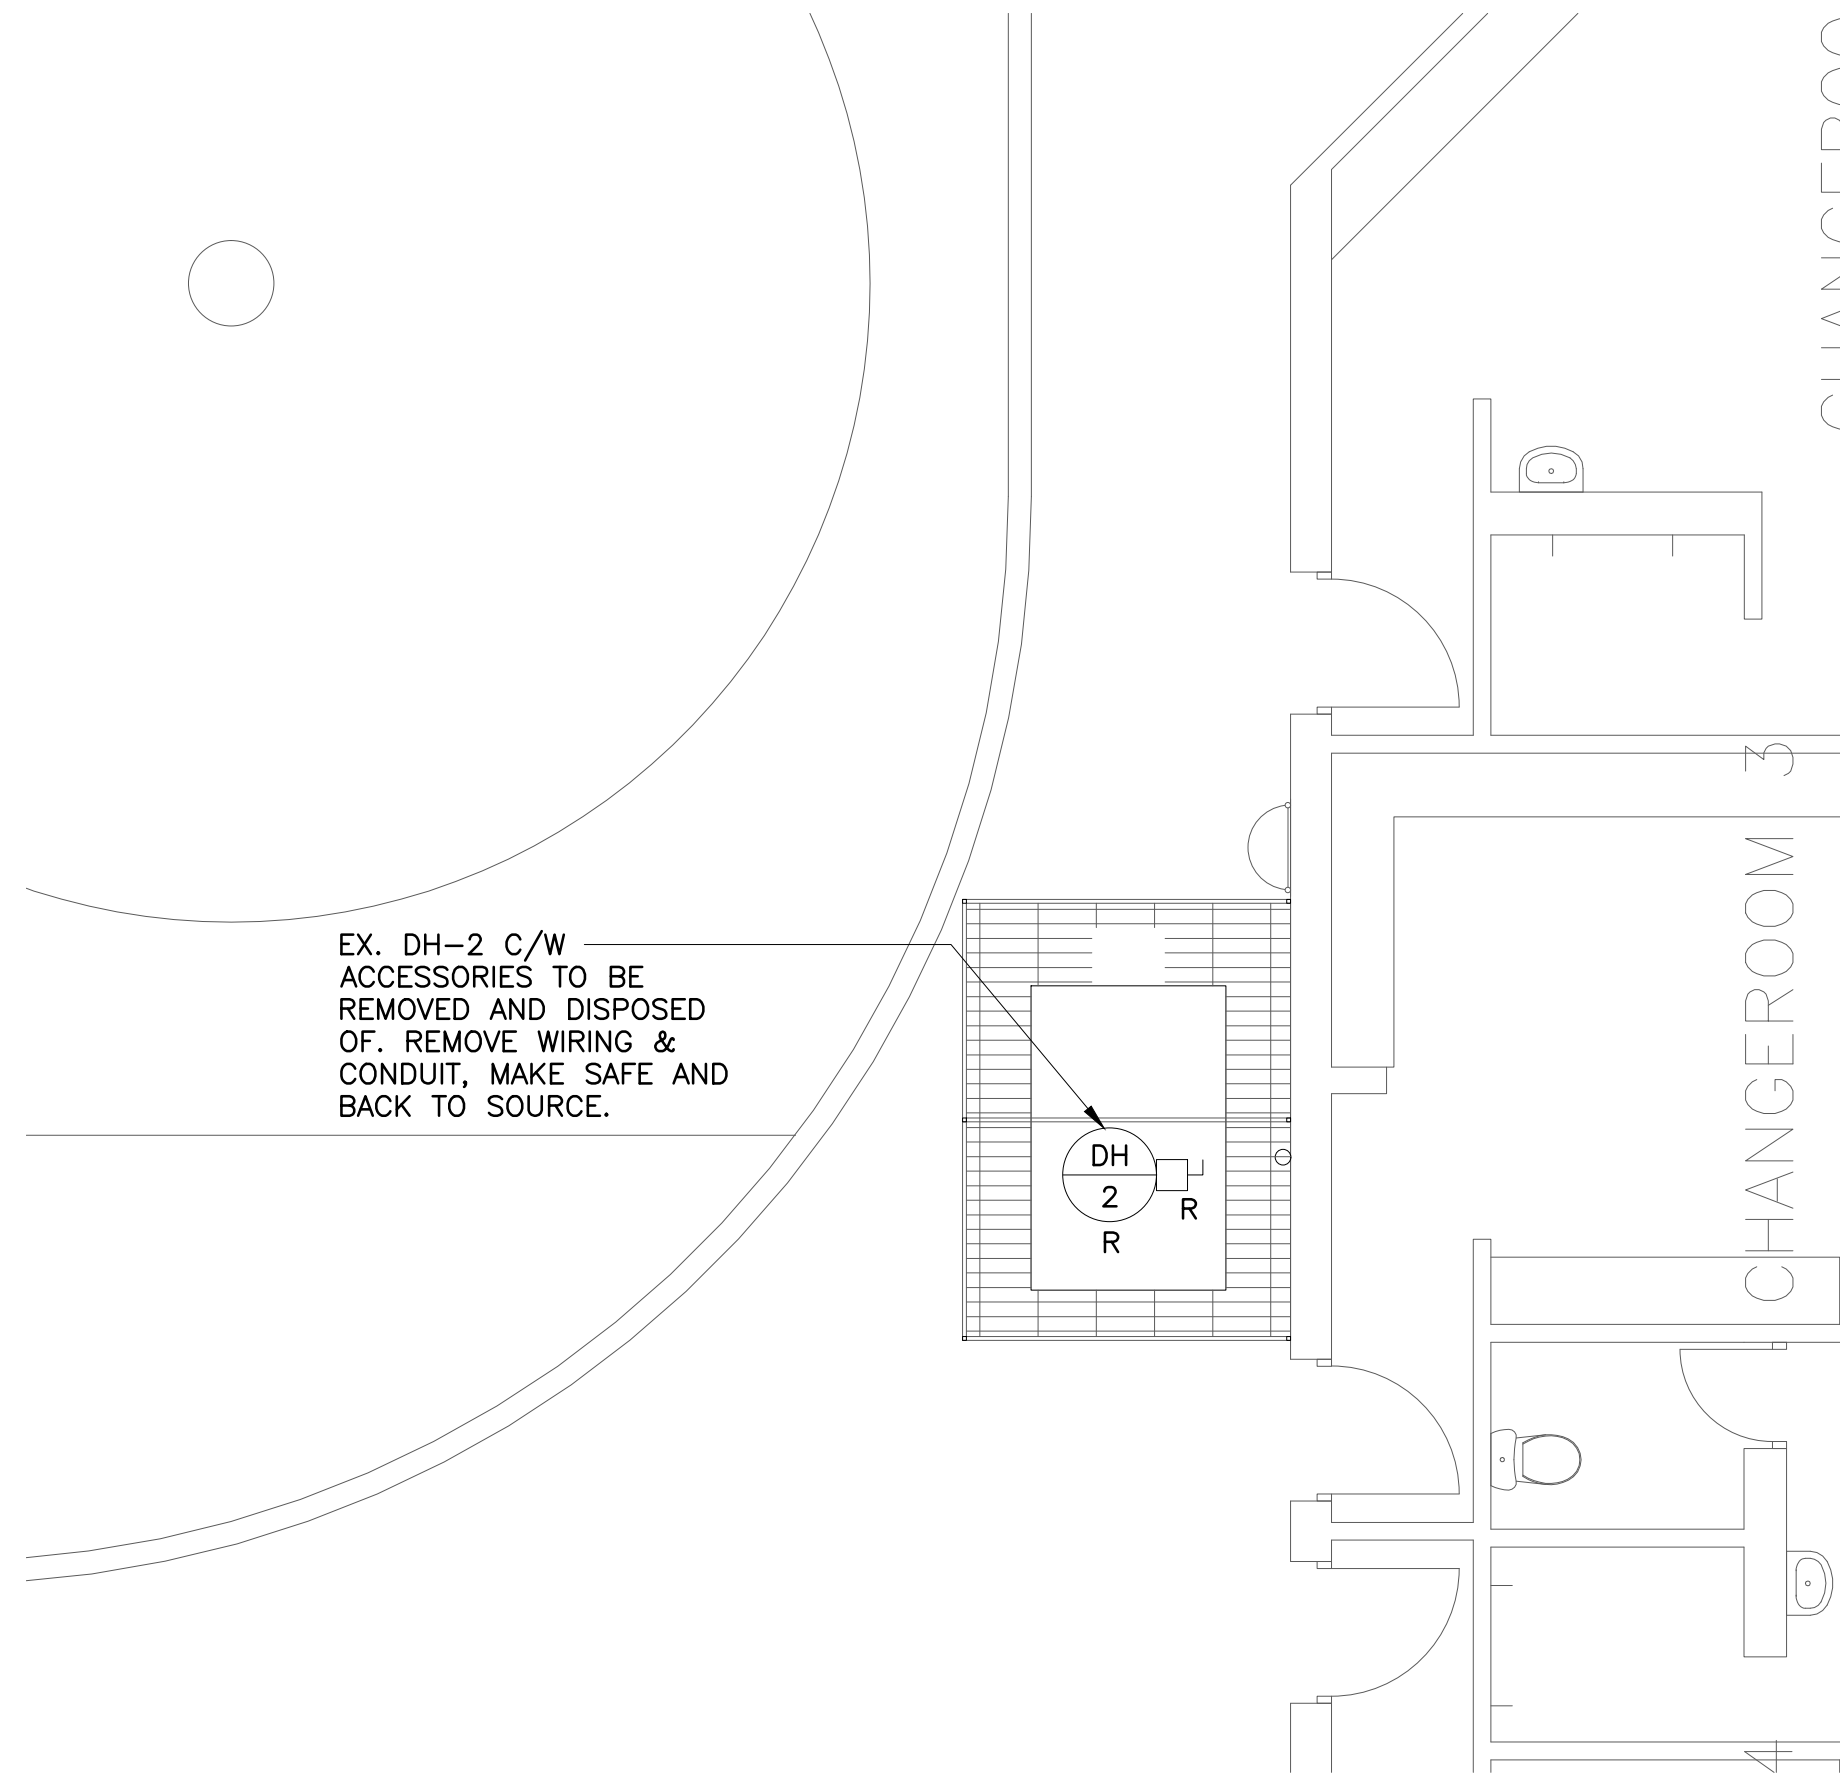 EX. DH-2 C/W
ACCESSORIES TO BE
REMOVED AND DISPOSED
OF. REMOVE WIRING &
CONDUIT, MAKE SAFE AND
BACK TO SOURCE.
DH
2
R
R
CHANGEROOM 3
4